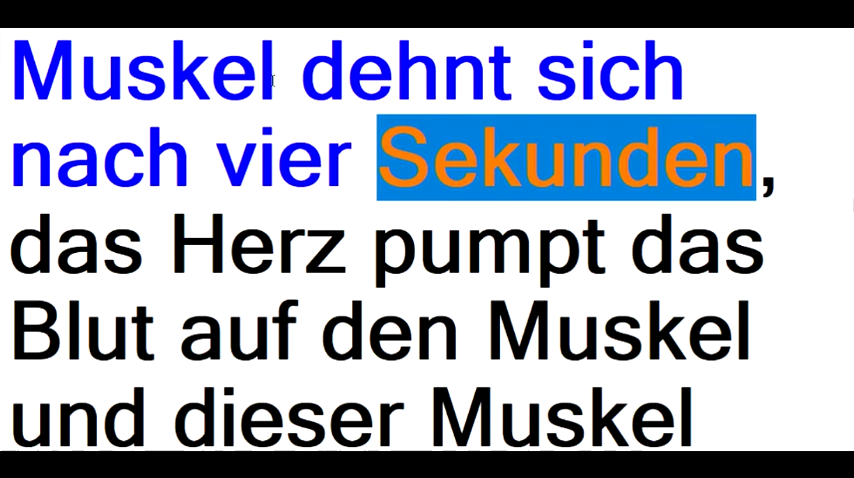 Muskel dehnt sich
nach vier Sekunden,
das Herz pumpt das
Blut auf den Muskel
und dieser Muskel